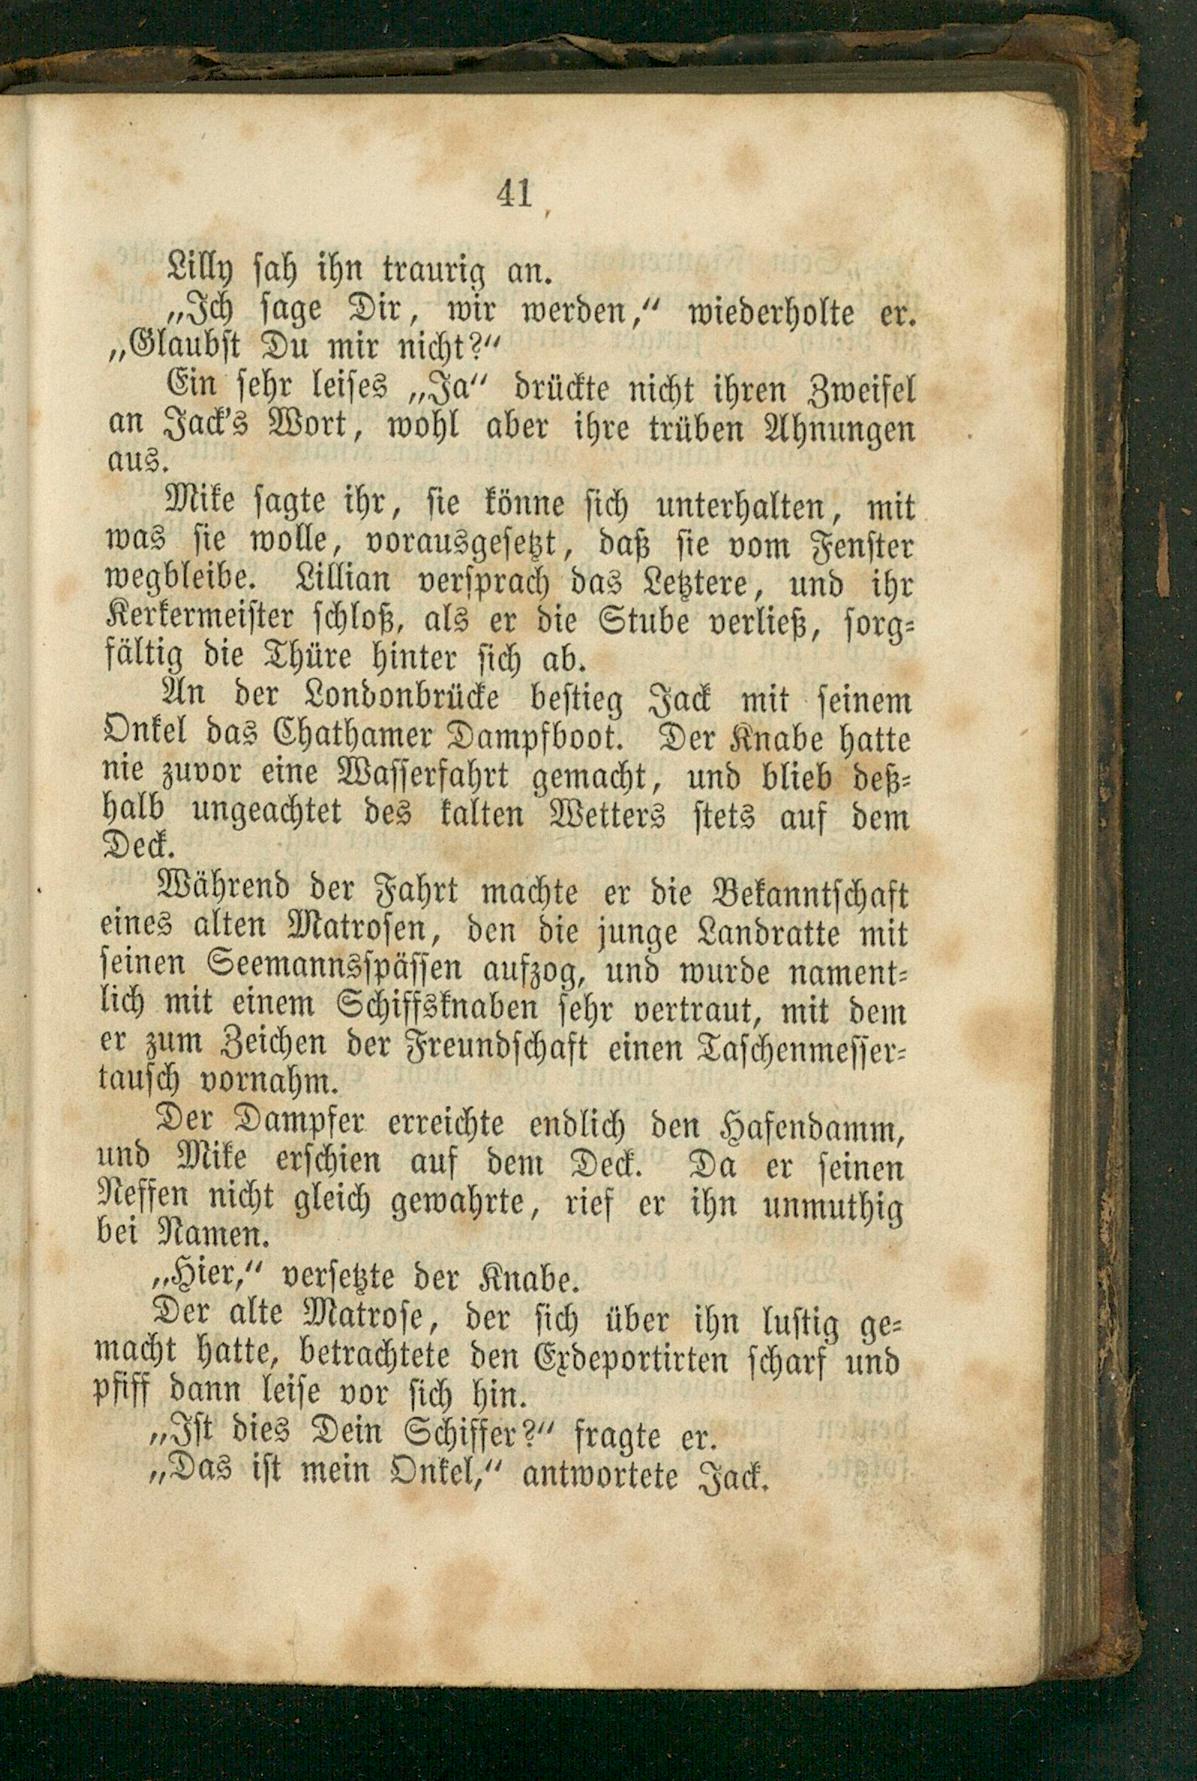 41
Lilly sah ihn traurig an.
„Ich sage Dir, wir werden,“ wiederholte er.
„Glaubst Du mir nicht?“
Ein sehr leises „Ja“ drückte nicht ihren Zweifel
an Jack's Wort, wohl aber ihre trüben Ahnungen
aus.
Mike sagte ihr, sie könne sich unterhalten, mit
was sie wolle, vorausgesetzt, daß sie vom Fenster
wegbleibe. Lillian versprach das Letztere, und ihr
Kerkermeister schloß, als er die Stube verließ, sorg-
fältig die Thüre hinter sich ab.
An der Londonbrücke bestieg Jack mit seinem
Onkel das Chathamer Dampfboot. Der Knabe hatte
nie zuvor eine Wasserfahrt gemacht, und blieb deß-
halb ungeachtet des kalten Wetters stets auf dem
Deck.
Während der Fahrt machte er die Bekanntschaft
eines alten Matrosen, den die junge Landratte mit
seinen Seemannsspässen aufzog, und wurde nament-
lich mit einem Schiffsknaben sehr vertraut, mit dem
er zum Zeichen der Freundschaft einen Taschenmesser-
tausch vornahm.
Der Dampfer erreichte endlich den Hafendamm,
und Mike erschien auf dem Deck. Da er seinen
Neffen nicht gleich gewahrte, rief er ihn unmuthig
bei Namen.
„Hier,“ versetzte der Knabe.
Der alte Matrose, der sich über ihn lustig ge-
macht hatte, betrachtete den Exdeportirten scharf und
pfiff dann leise vor sich hin.
„Ist dies Dein Schiffer?“ fragte er.
„Das ist mein Onkel,“ antwortete Jack.